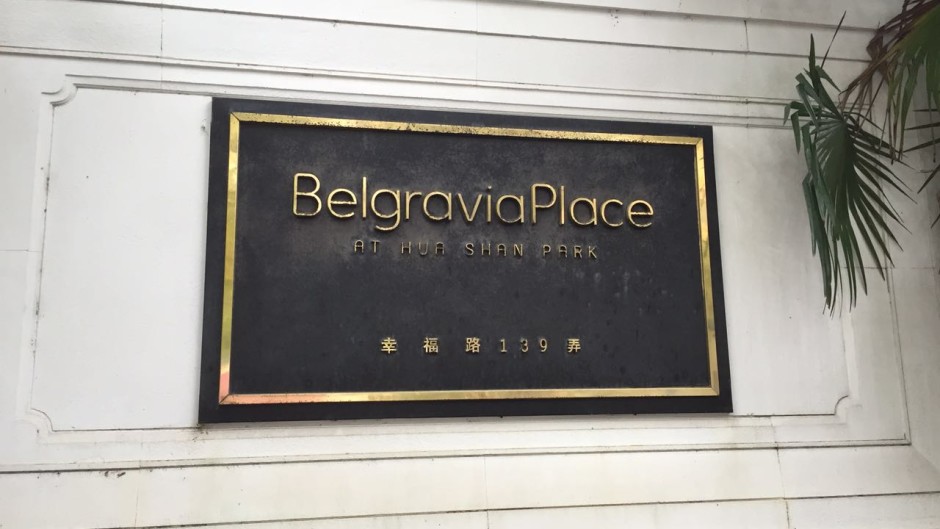 BelgraviaPlace
AT HUA SHAN PARK
幸福路139弄